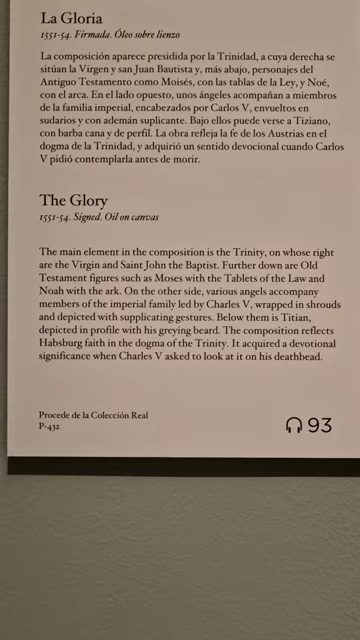 La Gloria
1551-54. Firmada. Óleo sobre lienzo
La composición aparece presidida por la Trinidad, a cuya derecha se
sitúan la Virgen y san Juan Bautista y, más abajo, personajes del
Antiguo Testamento como Moisés, con las tablas de la Ley, y Noé,
con el arca. En el lado opuesto, unos ángeles acompañan a miembros
de la familia imperial, encabezados por Carlos V, envueltos en
sudarios y con ademán suplicante. Bajo ellos puede verse a Tiziano,
con barba cana y de perfil. La obra refleja la fe de los Austrias en el
dogma de la Trinidad, y adquirió un sentido devocional cuando Carlos
V pidió contemplarla antes de morir.
The Glory
1551-54. Signed. Oil on canvas
The main element in the composition is the Trinity, on whose right
are the Virgin and Saint John the Baptist. Further down are Old
Testament figures such as Moses with the Tablets of the Law and
Noah with the ark. On the other side, various angels accompany
members of the imperial family led by Charles V, wrapped in shrouds
and depicted with supplicating gestures. Below them is Titian,
depicted in profile with his greying beard. The composition reflects
Habsburg faith in the dogma of the Trinity. It acquired a devotional
significance when Charles V asked to look at it on his deathbed.
Procede de la Colección Real
P-432
93